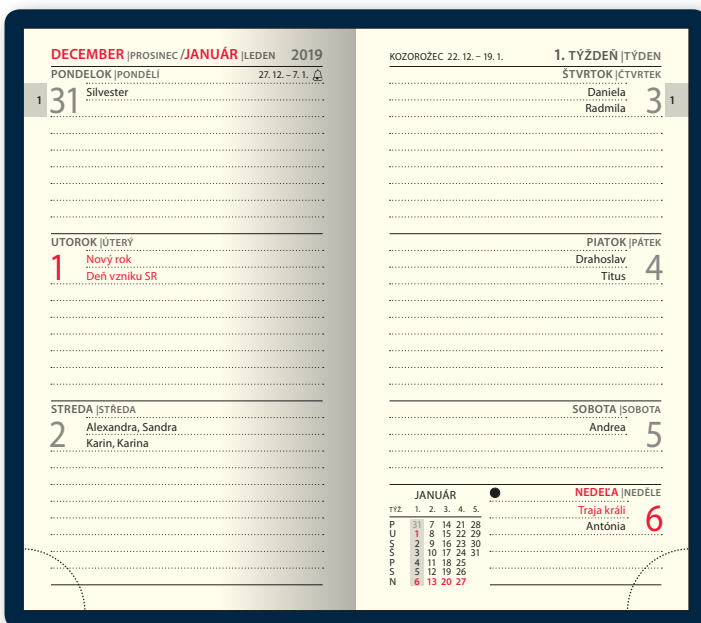 DECEMBER |PROSINEC /JANUÁR |LEDEN 2019
PONDELOK |PONDĚLÍ 27. 12. – 7. 1.
1 31 Silvester
UTOROK |ÚTERÝ
1 Nový rok
Deň vzniku SR
STREDA |STŘEDA
2 Alexandra, Sandra
Karin, Karina
KOZOROŽEC 22. 12. – 19. 1. 1. TÝŽDEŇ |TÝDEN
ŠTVRTOK |ČTVRTEK
Daniela 3 1
Radmila
PIATOK |PÁTEK
Drahoslav 4
Titus
SOBOTA |SOBOTA
Andrea 5
NEDEĽA |NEDĚLE
Traja králi 6
Antónia
JANUÁR
TÝŽ. 1. 2. 3. 4. 5.
P 31 7 14 21 28
U 1 8 15 22 29
S 2 9 16 23 30
Š 3 10 17 24 31
P 4 11 18 25
S 5 12 19 26
N 6 13 20 27